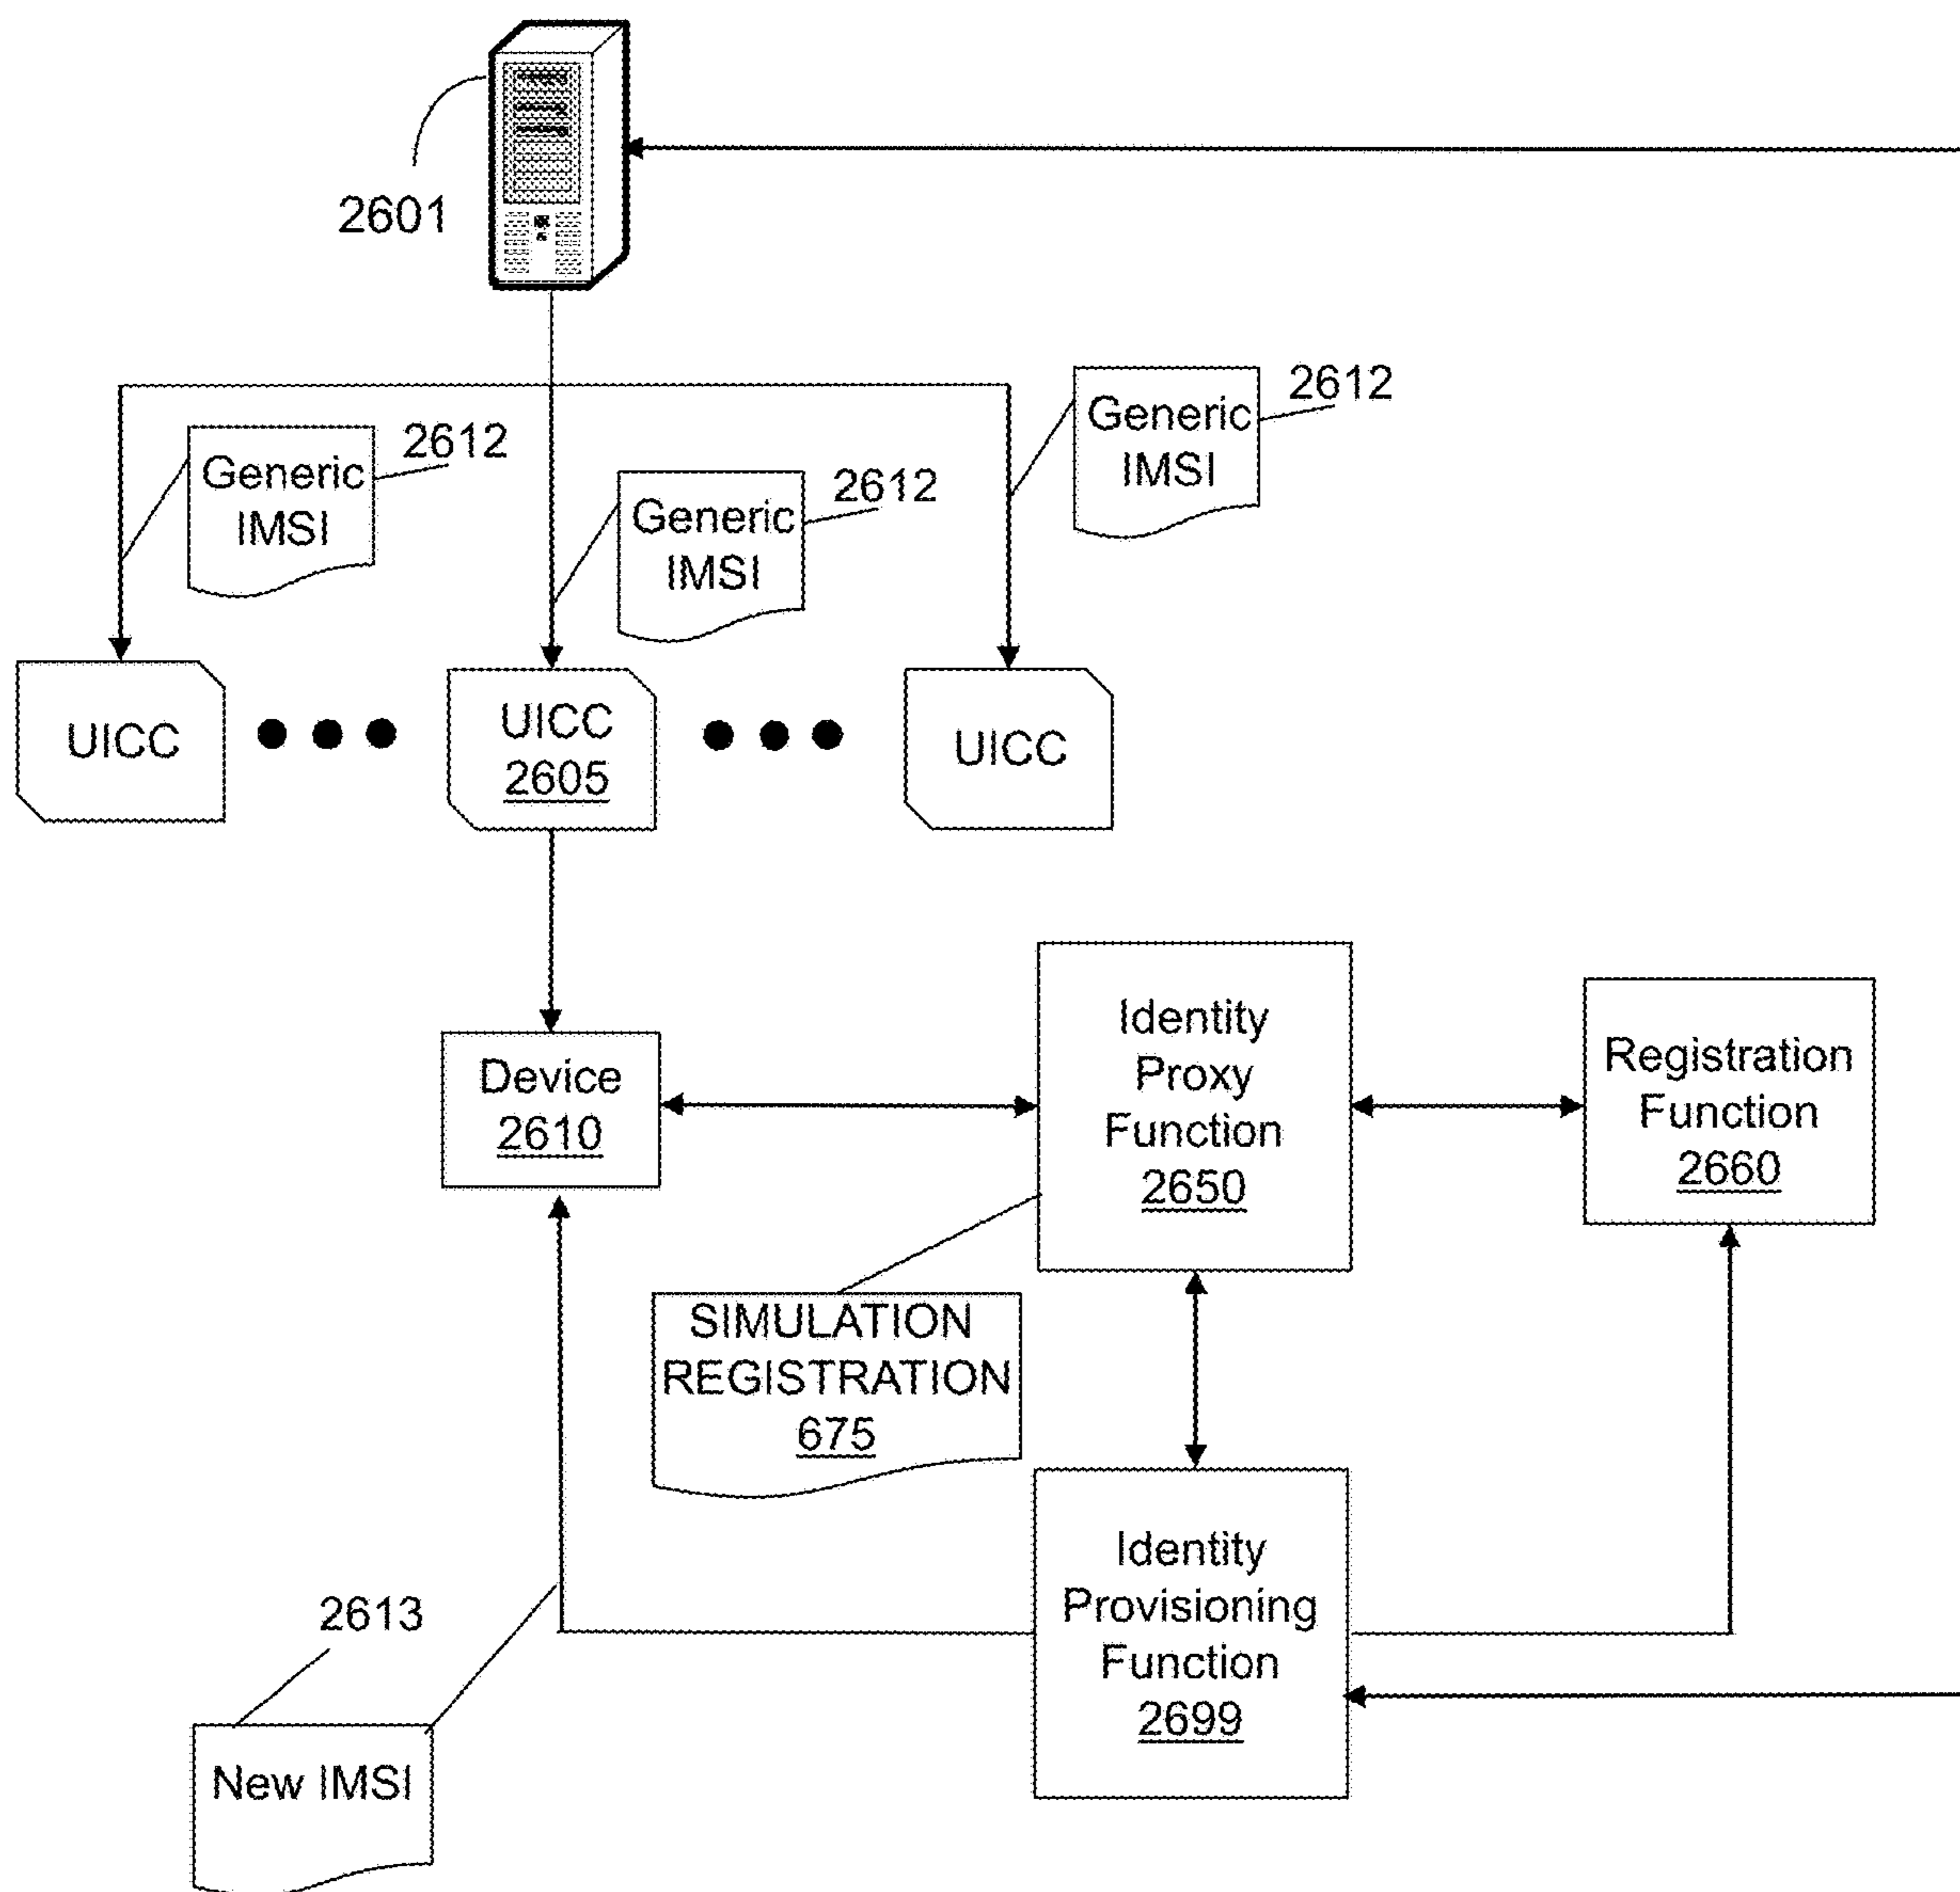 2601
2612
Generic
IMSI
2612
Generic
IMSI
2612
Generic
IMSI
UICC
UICC
2605
UICC
Device
2610
Identity
Proxy
Function
2650
Registration
Function
2660
SIMULATION
REGISTRATION
675
Identity
Provisioning
Function
2699
2613
New IMSI